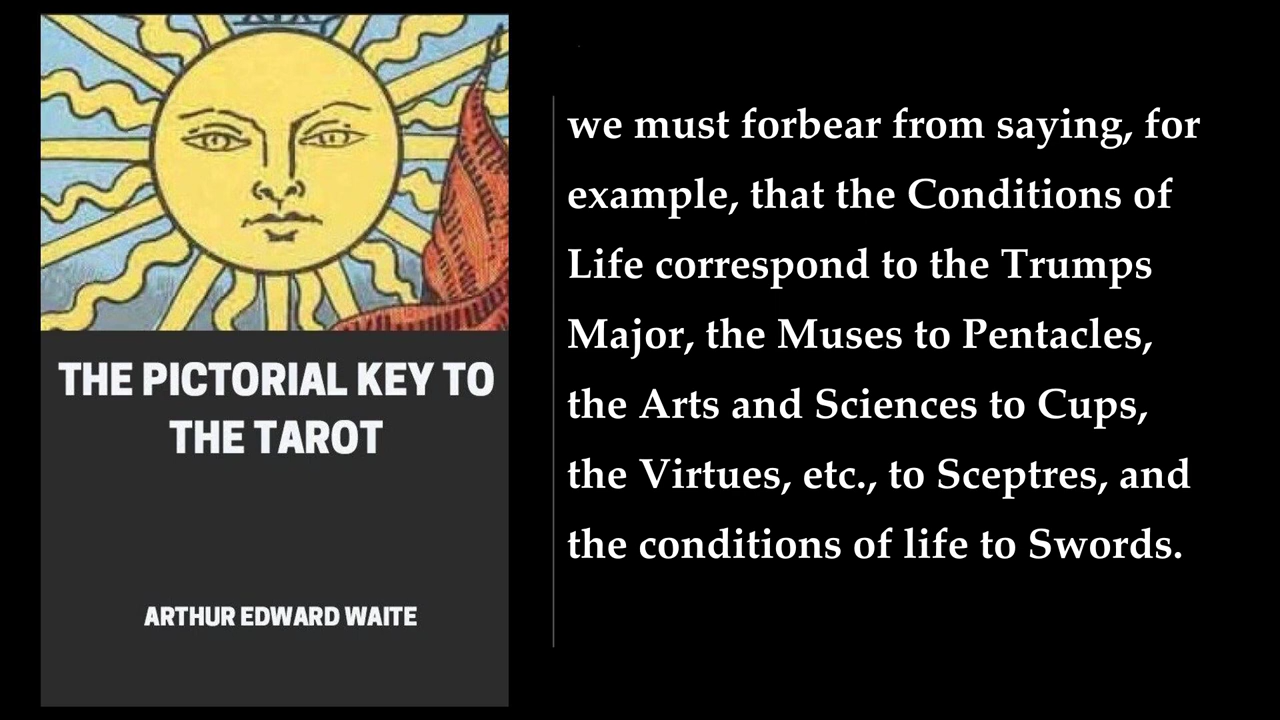 XIX
THE PICTORIAL KEY TO
THE TAROT
ARTHUR EDWARD WAITE
we must forbear from saying, for
example, that the Conditions of
Life correspond to the Trumps
Major, the Muses to Pentacles,
the Arts and Sciences to Cups,
the Virtues, etc., to Sceptres, and
the conditions of life to Swords.